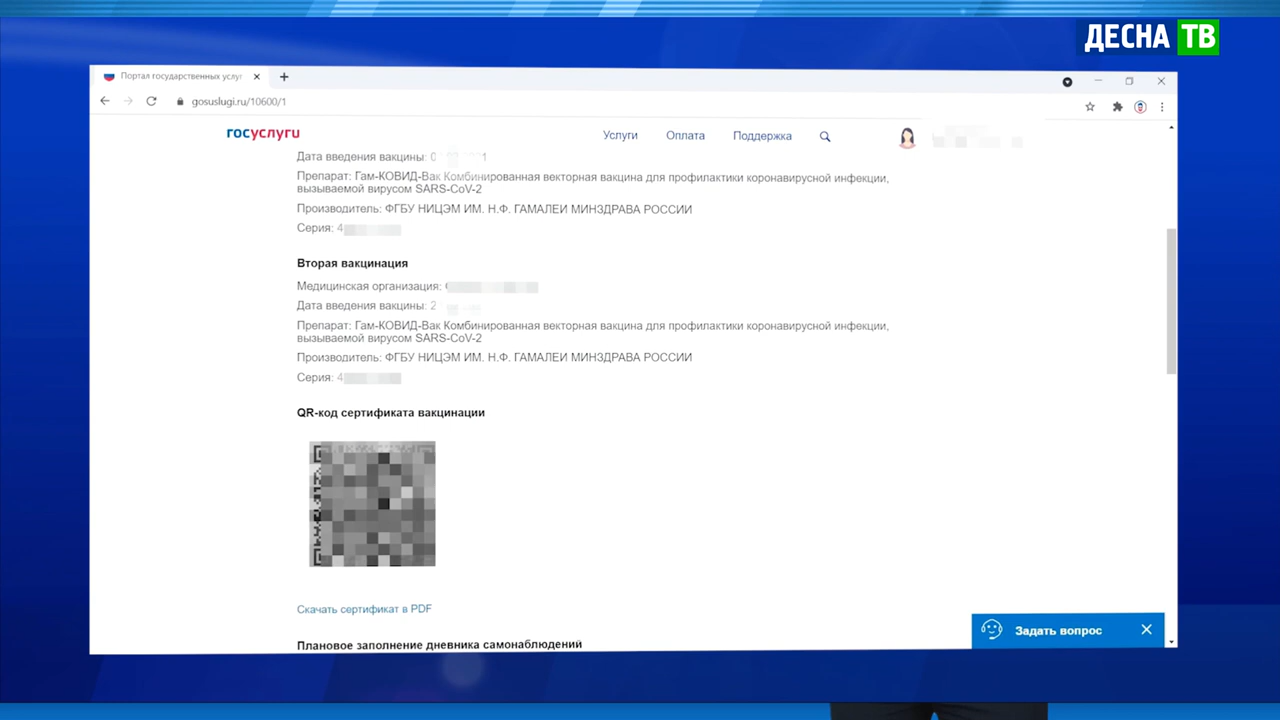 ДЕСНА ТВ
Портал государственных услуг
gosuslugi.ru/10600/1
госуслуги Услуги Оплата Поддержка
Дата введения вакцины:
Препарат: Гам-КОВИД-Вак Комбинированная векторная вакцина для профилактики коронавирусной инфекции,
вызываемой вирусом SARS-CoV-2
Производитель: ФГБУ НИЦЭМ ИМ. Н.Ф. ГАМАЛЕИ МИНЗДРАВА РОССИИ
Серия: 4
Вторая вакцинация
Медицинская организация:
Дата введения вакцины: 2
Препарат: Гам-КОВИД-Вак Комбинированная векторная вакцина для профилактики коронавирусной инфекции,
вызываемой вирусом SARS-CoV-2
Производитель: ФГБУ НИЦЭМ ИМ. Н.Ф. ГАМАЛЕИ МИНЗДРАВА РОССИИ
Серия: 4
QR-код сертификата вакцинации
Скачать сертификат в PDF
Задать вопрос
Плановое заполнение дневника самонаблюдений